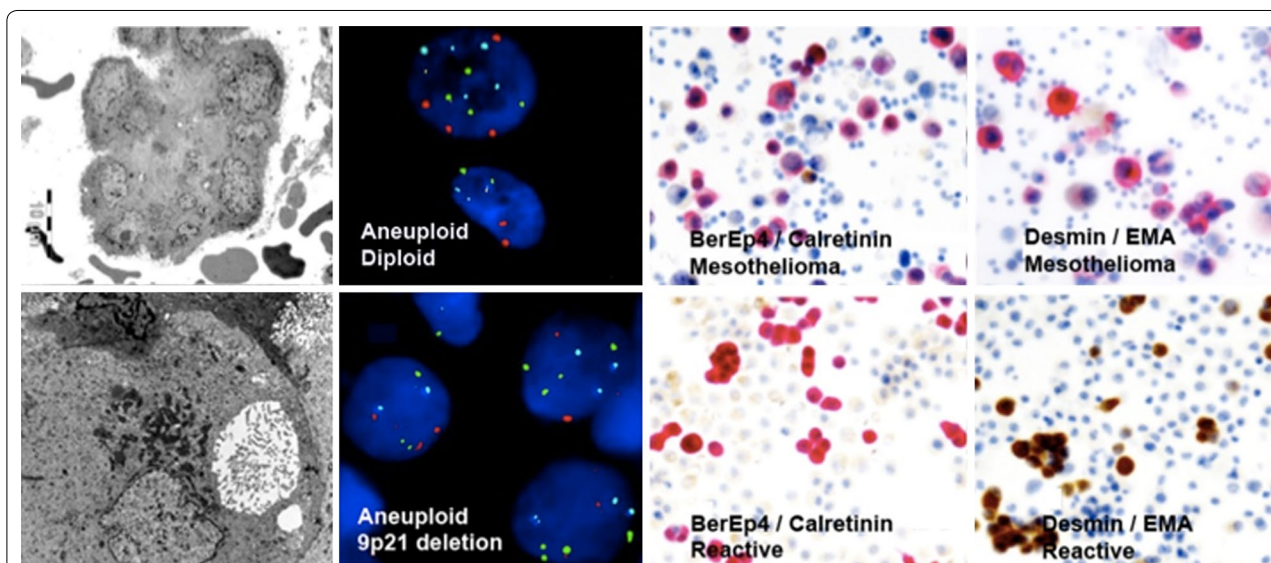 Aneuploid
Diploid
BerEp4 / Calretinin
Mesothelioma
Desmin / EMA
Mesothelioma
Aneuploid
9p21 deletion
BerEp4 / Calretinin
Reactive
Desmin / EMA
Reactive